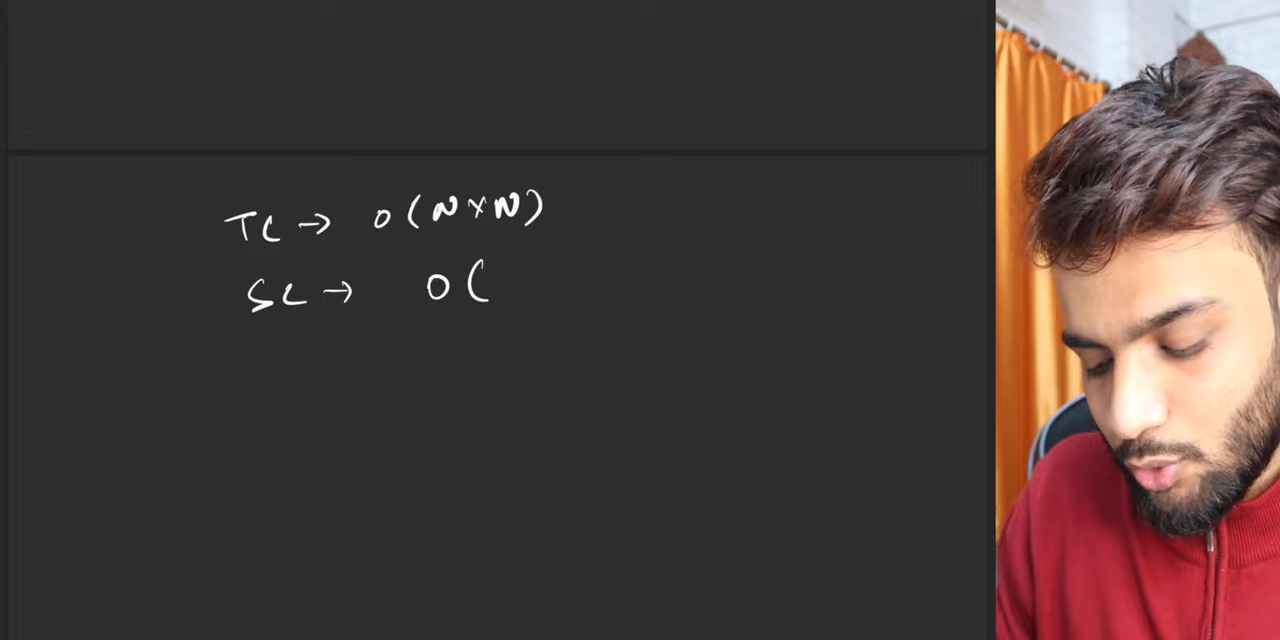 TC → O(N×N)
SC → O(